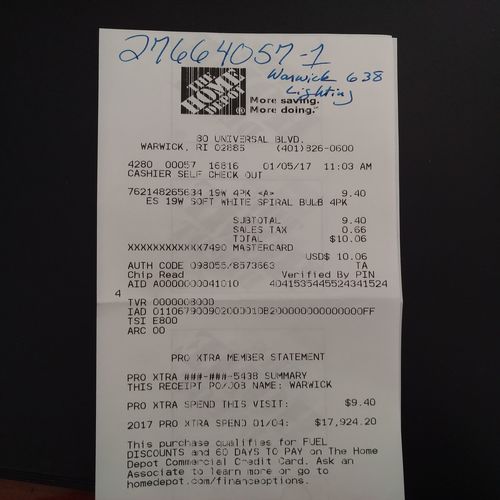 27664057-1
Warwick 638
Lighting
THE
HOME
DEPOT
More saving.
More doing.
80 UNIVERSAL BLVD.
WARWICK, RI 02885 (401)826-0600
4280 00057 16816 01/05/17 11:03 AM
CASHIER SELF CHECK OUT
762148265634 19W 4PK <A> 9.40
ES 19W SOFT WHITE SPIRAL BULB 4PK
SUBTOTAL 9.40
SALES TAX 0.66
TOTAL $10.06
XXXXXXXXXXXX7490 MASTERCARD
USD$ 10.06
AUTH CODE 098055/8573663 TA
Chip Read Verified By PIN
AID A0000000041010 4041535445524341524
4
TVR 0000008000
IAD 011067900902000010B20000000000000FF
TSI E800
ARC 00
PRO XTRA MEMBER STATEMENT
PRO XTRA ###-###-5438 SUMMARY
THIS RECEIPT PO/JOB NAME: WARWICK
PRO XTRA SPEND THIS VISIT: $9.40
2017 PRO XTRA SPEND 01/04: $17,924.20
This purchase qualifies for FUEL
DISCOUNTS and 60 DAYS TO PAY on The Home
Depot Commercial Credit Card. Ask an
Associate to learn more or go to
homedepot.com/financeoptions.